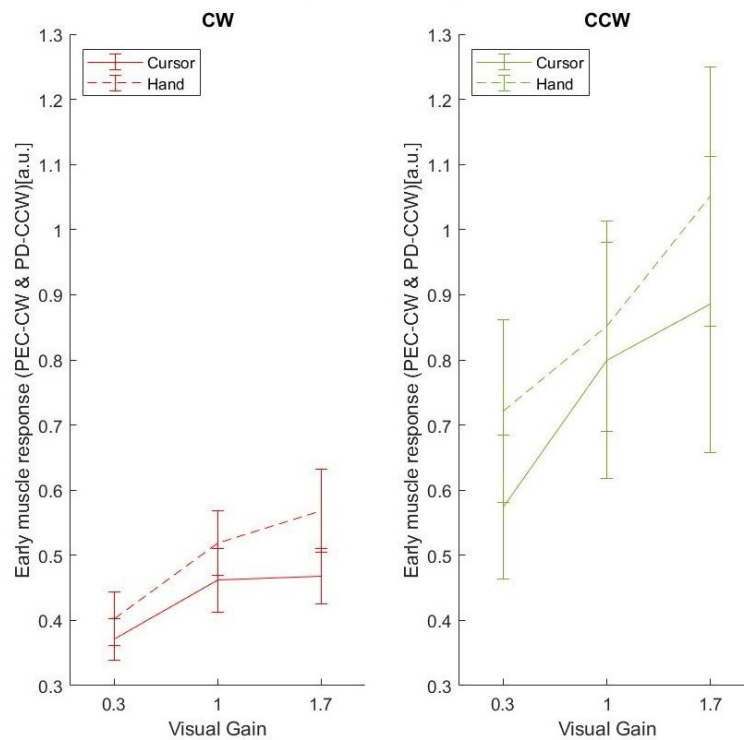 CW
Cursor
Hand
1.3
1.2
1.1
1
0.9
0.8
0.7
0.6
0.5
0.4
0.3
Early muscle response (PEC-CW & PD-CCW)[a.u.]
0.3 1 1.7
Visual Gain
CCW
Cursor
Hand
1.3
1.2
1.1
1
0.9
0.8
0.7
0.6
0.5
0.4
0.3
Early muscle response (PEC-CW & PD-CCW)[a.u.]
0.3 1 1.7
Visual Gain